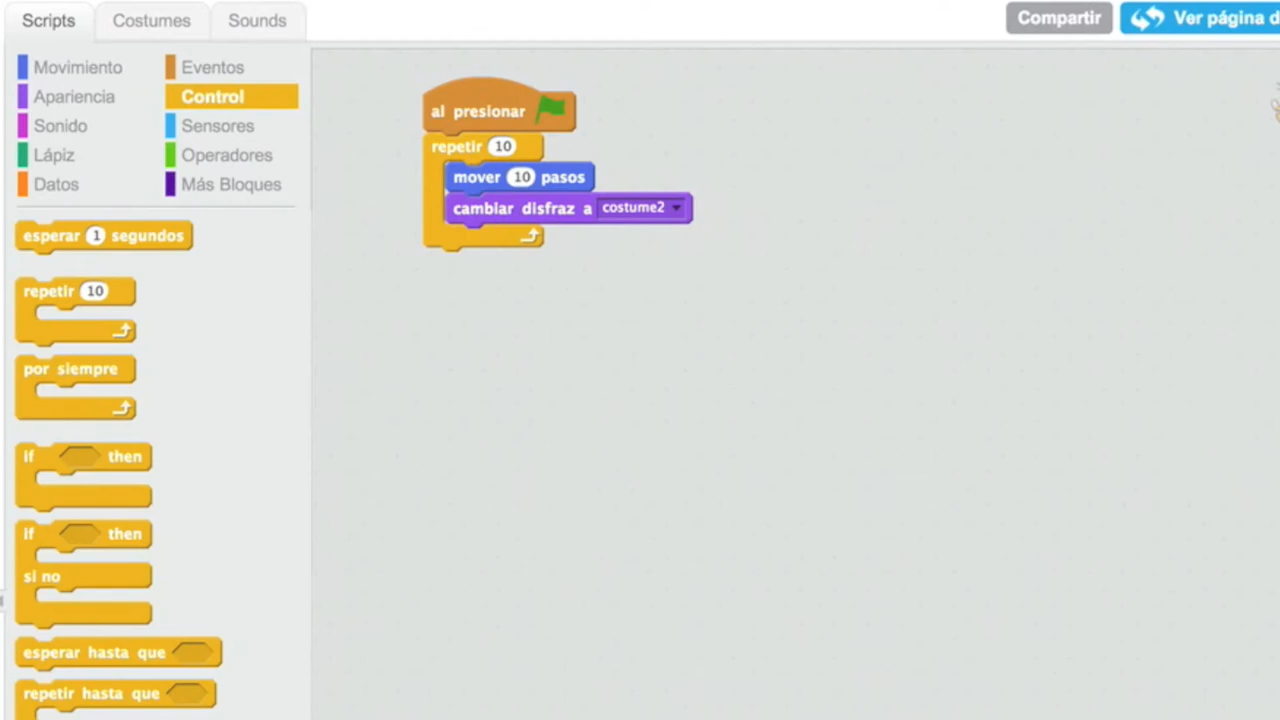 Scripts Costumes Sounds
Compartir Ver página d
Movimiento Eventos
Apariencia Control
Sonido Sensores
Lápiz Operadores
Datos Más Bloques
esperar 1 segundos
repetir 10
por siempre
if then
if then
si no
esperar hasta que
repetir hasta que
al presionar
repetir 10
mover 10 pasos
cambiar disfraz a costume2